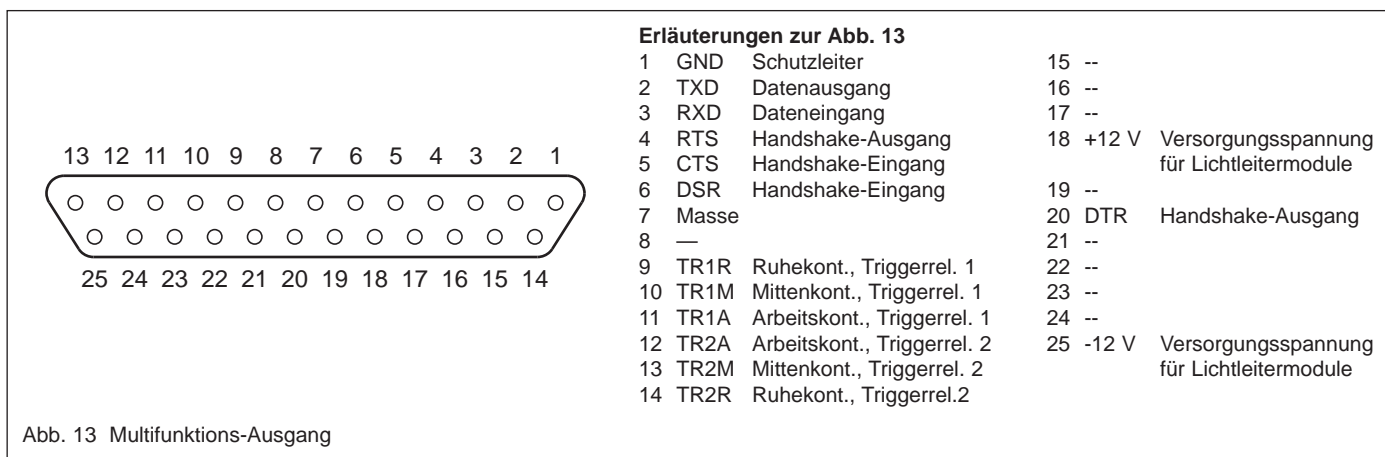 13 12 11 10 9 8 7 6 5 4 3 2 1
25 24 23 22 21 20 19 18 17 16 15 14
Erläuterungen zur Abb. 13
1 GND Schutzleiter
2 TXD Datenausgang
3 RXD Dateneingang
4 RTS Handshake-Ausgang
5 CTS Handshake-Eingang
6 DSR Handshake-Eingang
7 Masse
8 —
9 TR1R Ruhekont., Triggerrel. 1
10 TR1M Mittenkont., Triggerrel. 1
11 TR1A Arbeitskont., Triggerrel. 1
12 TR2A Arbeitskont., Triggerrel. 2
13 TR2M Mittenkont., Triggerrel. 2
14 TR2R Ruhekont., Triggerrel.2
15 --
16 --
17 --
18 +12 V Versorgungsspannung
für Lichtleitermodule
19 --
20 DTR Handshake-Ausgang
21 --
22 --
23 --
24 --
25 -12 V Versorgungsspannung
für Lichtleitermodule
Abb. 13 Multifunktions-Ausgang